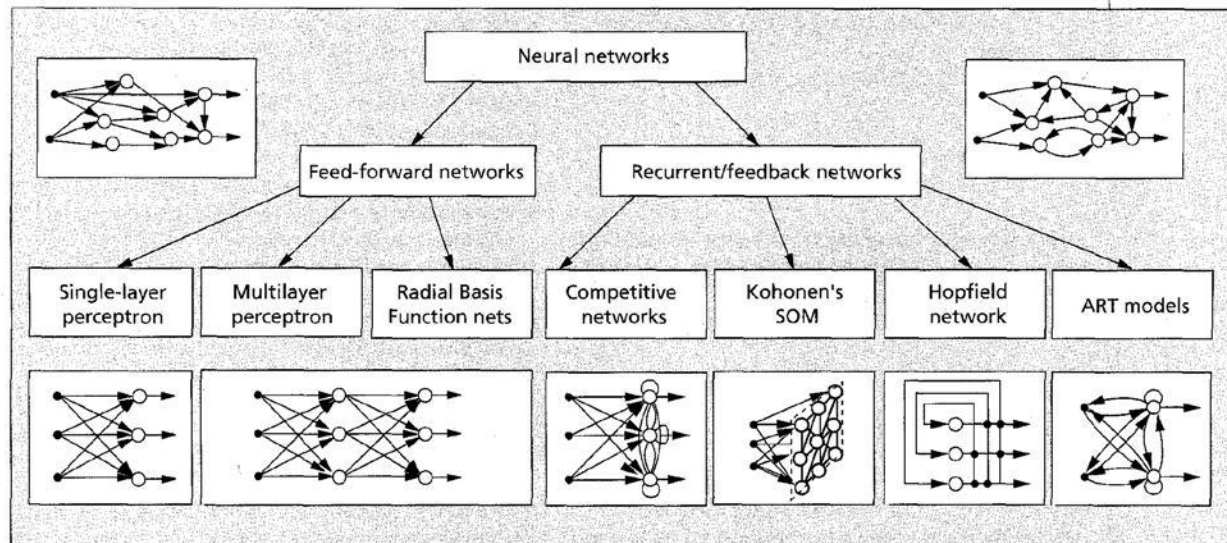 Neural networks
Feed-forward networks
Recurrent/feedback networks
Single-layer
perceptron
Multilayer
perceptron
Radial Basis
Function nets
Competitive
networks
Kohonen's
SOM
Hopfield
network
ART models